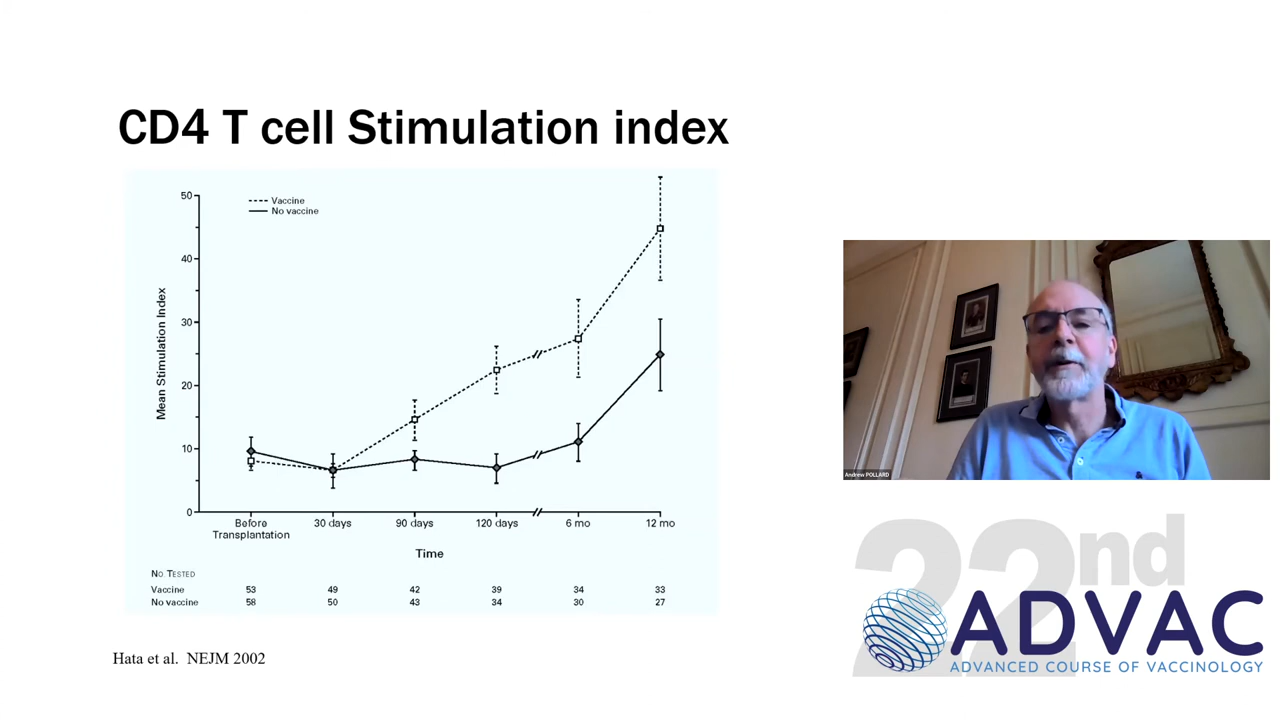 CD4 T cell Stimulation index
50
40
30
20
10
0
Mean Stimulation Index
Vaccine
No vaccine
Before
Transplantation
30 days
90 days
120 days
6 mo
12 mo
Time
No Tested
Vaccine 53 49 42 39 34 33
No vaccine 58 50 43 34 30 27
Hata et al. NEJM 2002
Andrew POLLARD
22nd
ADVAC
ADVANCED COURSE OF VACCINOLOGY